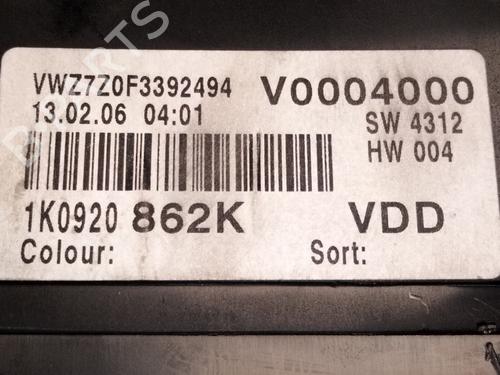 VWZ7Z0F3392494 V0004000
13.02.06 04:01 SW 4312
HW 004
1K0920 862K VDD
Colour: Sort: